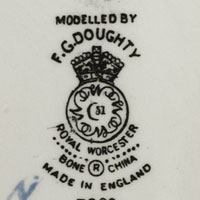 MODELLED BY
F.G.DOUGHTY
51
ROYAL WORCESTER
BONE R CHINA
MADE IN ENGLAND